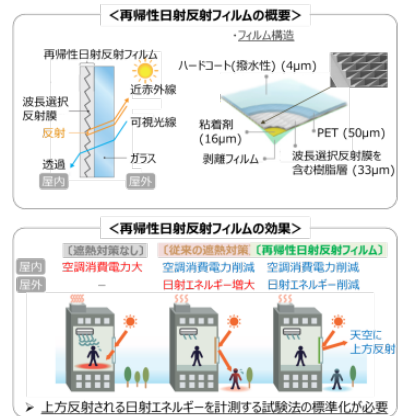 ＜再帰性日射反射フィルムの概要＞
・フィルム構造
再帰性日射反射フィルム
ハードコート(撥水性) (4μm)
近赤外線
波長選択
反射膜
反射
可視光線
透過
ガラス
屋内
屋外
粘着剤
(16μm)
剥離フィルム
PET (50μm)
波長選択反射膜を
含む樹脂層 (33μm)
＜再帰性日射反射フィルムの効果＞
〔遮熱対策なし〕 〔従来の遮熱対策〕 〔再帰性日射反射フィルム〕
屋内 空調消費電力大 空調消費電力削減 空調消費電力削減
屋外 － 日射エネルギー増大 日射エネルギー削減
天空に
上方反射
➢ 上方反射される日射エネルギーを計測する試験法の標準化が必要